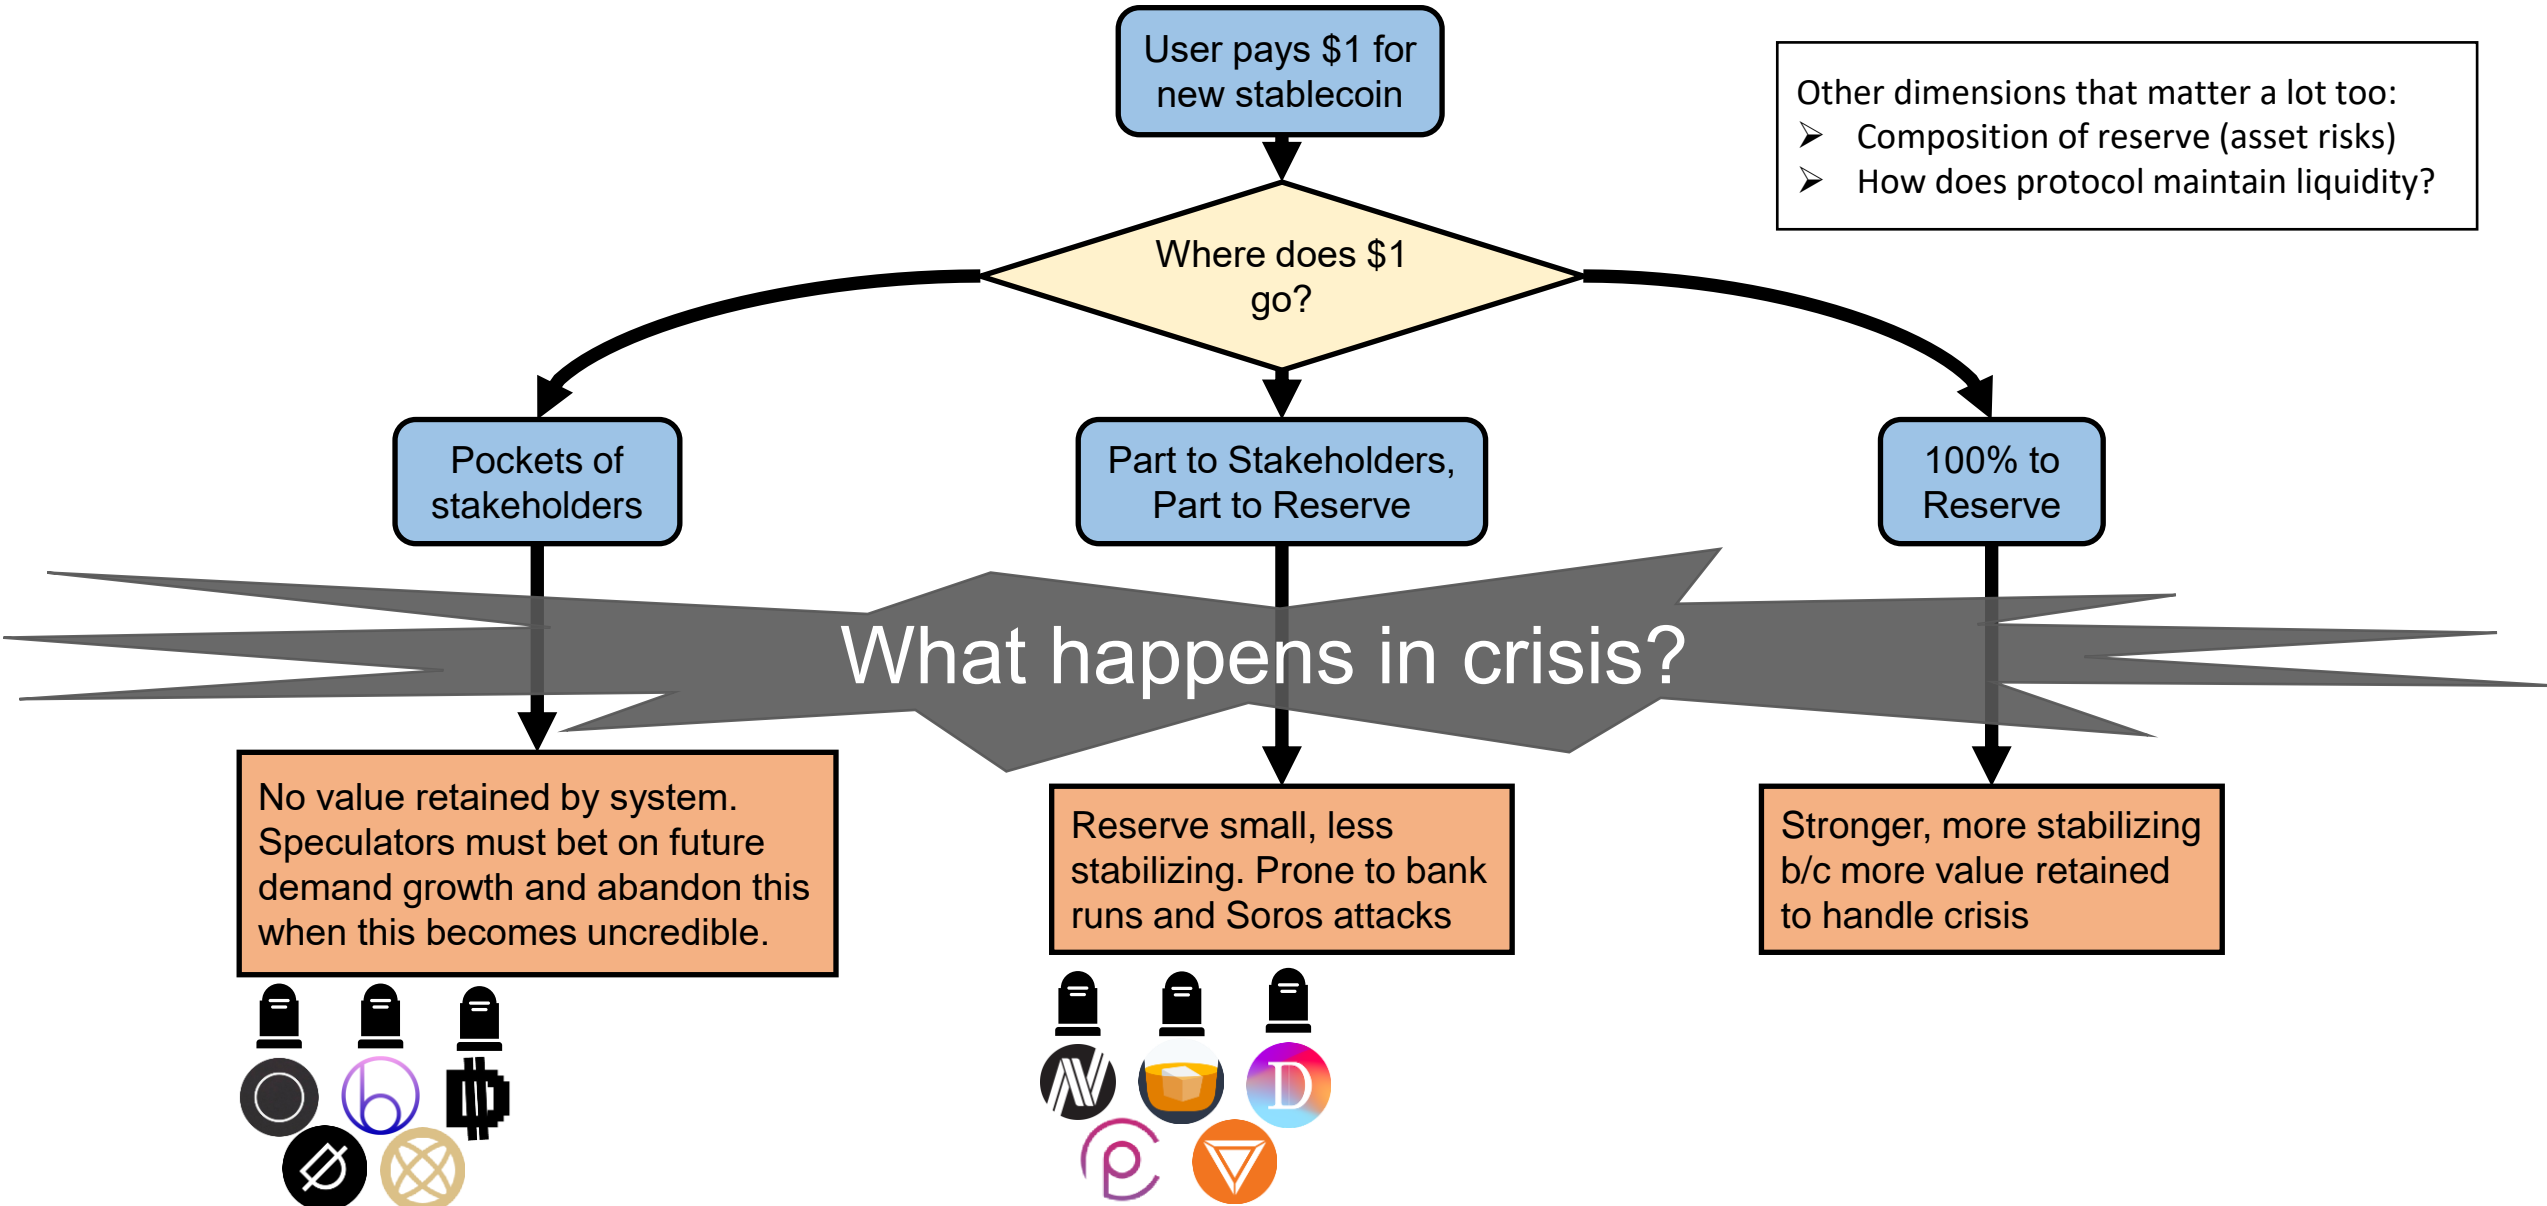 User pays $1 for
new stablecoin
Other dimensions that matter a lot too:
➢ Composition of reserve (asset risks)
➢ How does protocol maintain liquidity?
Where does $1
go?
Pockets of
stakeholders
Part to Stakeholders,
Part to Reserve
100% to
Reserve
What happens in crisis?
No value retained by system.
Speculators must bet on future
demand growth and abandon this
when this becomes uncredible.
Reserve small, less
stabilizing. Prone to bank
runs and Soros attacks
Stronger, more stabilizing
b/c more value retained
to handle crisis
b
D